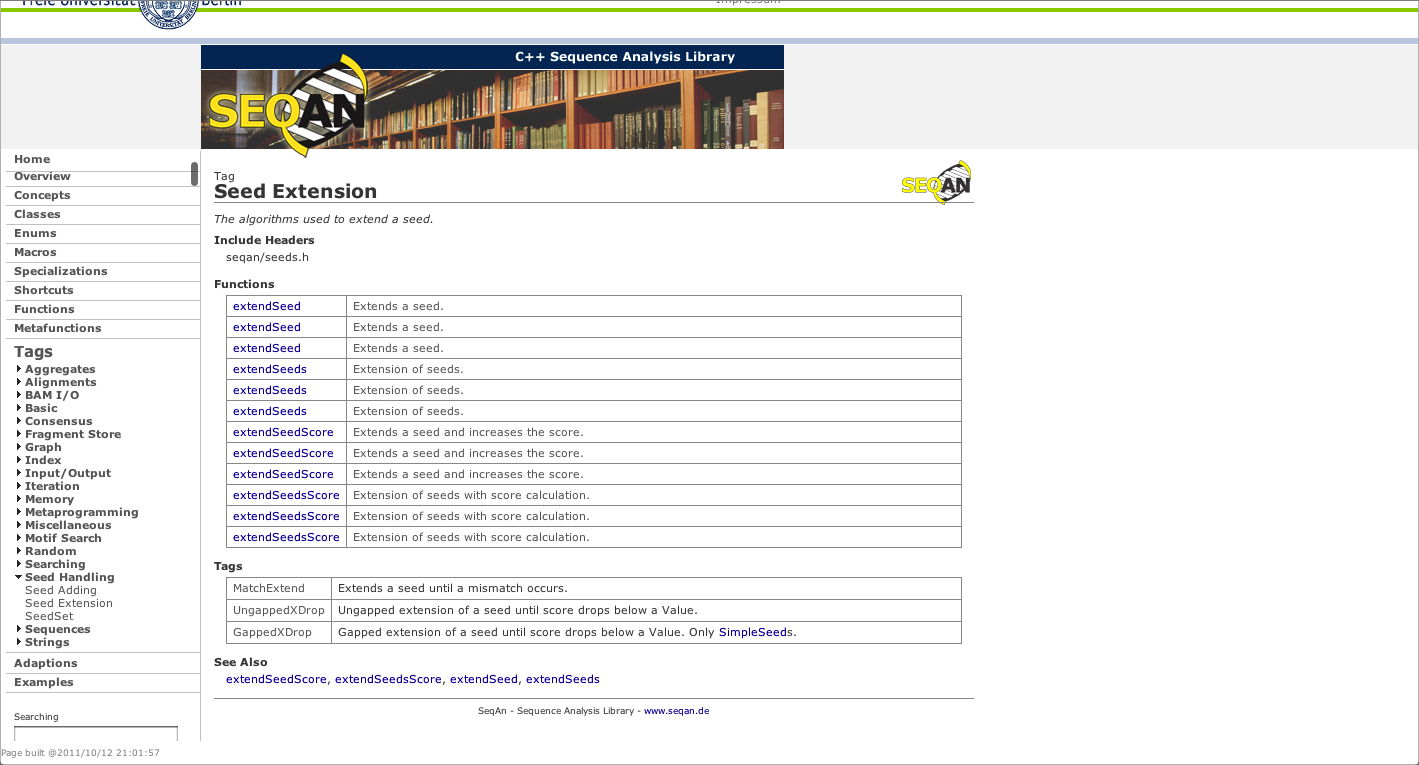 Freie Universität Berlin
Impressum
C++ Sequence Analysis Library
SEQAN
Home
Overview
Concepts
Classes
Enums
Macros
Specializations
Shortcuts
Functions
Metafunctions
Tags
Aggregates
Alignments
BAM I/O
Basic
Consensus
Fragment Store
Graph
Index
Input/Output
Iteration
Memory
Metaprogramming
Miscellaneous
Motif Search
Random
Searching
Seed Handling
Seed Adding
Seed Extension
SeedSet
Sequences
Strings
Adaptions
Examples
Searching
Page built @2011/10/12 21:01:57
Tag
Seed Extension
SEQAN
The algorithms used to extend a seed.
Include Headers
seqan/seeds.h
Functions
extendSeed Extends a seed.
extendSeed Extends a seed.
extendSeed Extends a seed.
extendSeeds Extension of seeds.
extendSeeds Extension of seeds.
extendSeeds Extension of seeds.
extendSeedScore Extends a seed and increases the score.
extendSeedScore Extends a seed and increases the score.
extendSeedScore Extends a seed and increases the score.
extendSeedsScore Extension of seeds with score calculation.
extendSeedsScore Extension of seeds with score calculation.
extendSeedsScore Extension of seeds with score calculation.
Tags
MatchExtend Extends a seed until a mismatch occurs.
UngappedXDrop Ungapped extension of a seed until score drops below a Value.
GappedXDrop Gapped extension of a seed until score drops below a Value. Only SimpleSeeds.
See Also
extendSeedScore, extendSeedsScore, extendSeed, extendSeeds
SeqAn - Sequence Analysis Library - www.seqan.de